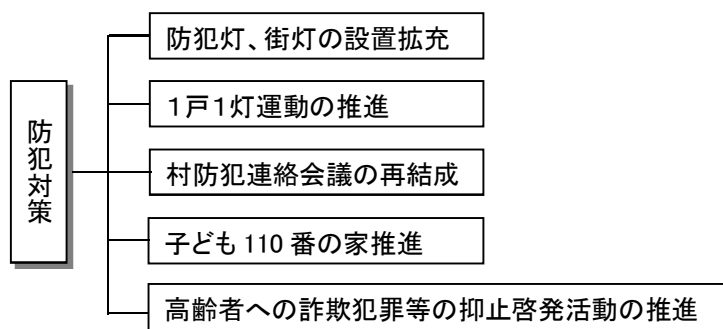 防犯対策
防犯灯、街灯の設置拡充
１戸１灯運動の推進
村防犯連絡会議の再結成
子ども 110 番の家推進
高齢者への詐欺犯罪等の抑止啓発活動の推進